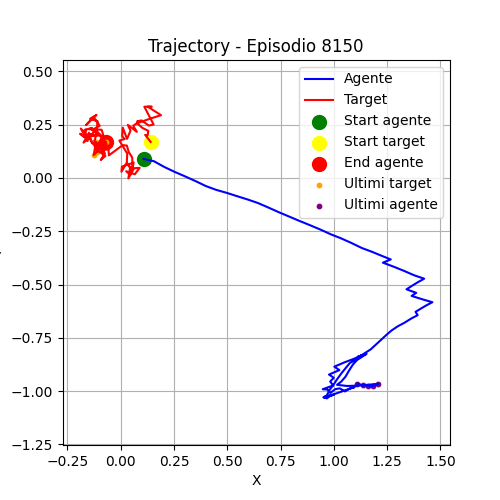 Trajectory - Episodio 8150
0.50
0.25
0.00
−0.25
−0.50
−0.75
−1.00
−1.25
−0.25
0.00
0.25
0.50
0.75
1.00
1.25
1.50
X
Agente
Target
Start agente
Start target
End agente
Ultimi target
Ultimi agente